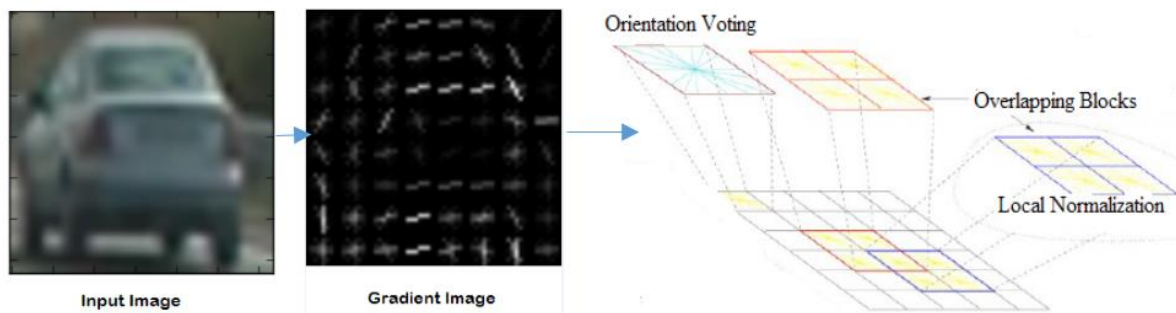 Orientation Voting
Overlapping Blocks
Local Normalization
Input Image
Gradient Image